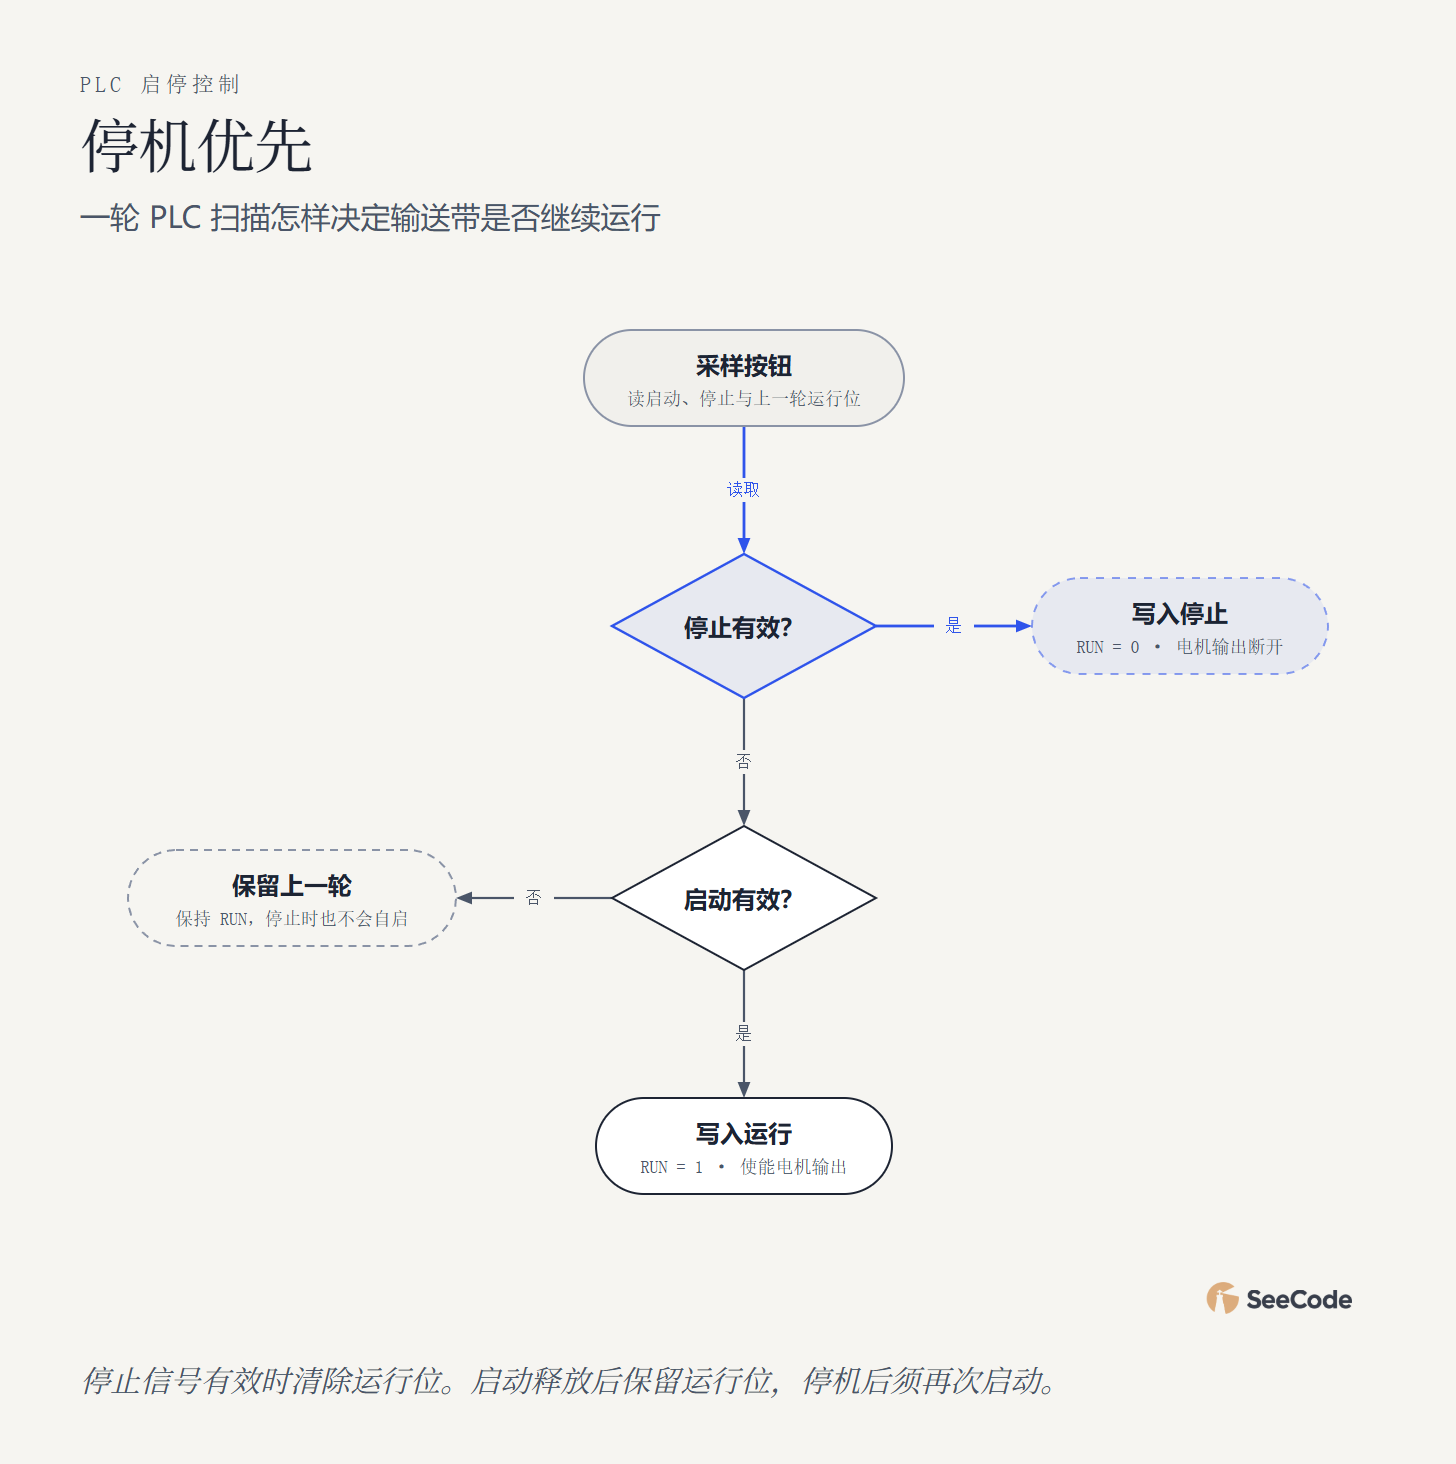 PLC 启停控制
停机优先
一轮 PLC 扫描怎样决定输送带是否继续运行
采样按钮
读启动、停止与上一轮运行位
读取
停止有效？
是
写入停止
RUN = 0 • 电机输出断开
否
保留上一轮
保持 RUN，停止时也不会自启
否
启动有效？
是
写入运行
RUN = 1 • 使能电机输出
SeeCode
停止信号有效时清除运行位。启动释放后保留运行位，停机后须再次启动。